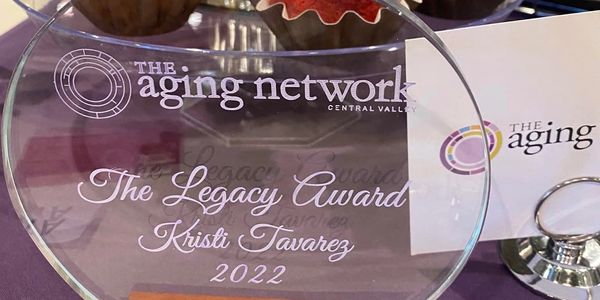 THE
aging network
CENTRAL VALLEY
The Legacy Award
Kristi Tavarez
2022
THE
aging